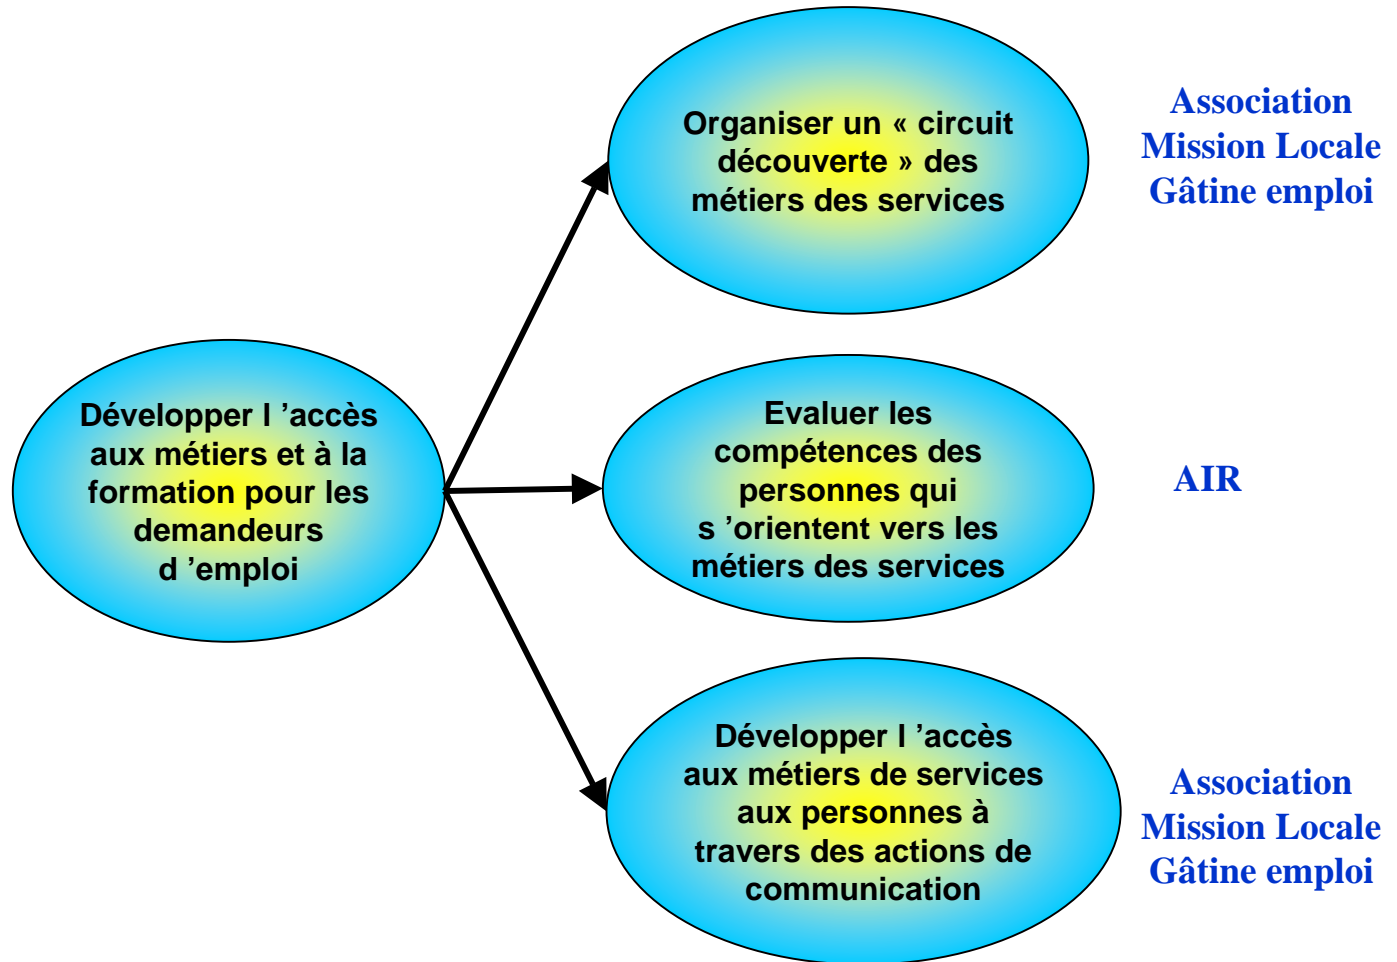 Organiser un « circuit
découverte » des
métiers des services
Association
Mission Locale
Gâtine emploi
Développer l ’accès
aux métiers et à la
formation pour les
demandeurs
d ’emploi
Evaluer les
compétences des
personnes qui
s ’orientent vers les
métiers des services
AIR
Développer l ’accès
aux métiers de services
aux personnes à
travers des actions de
communication
Association
Mission Locale
Gâtine emploi